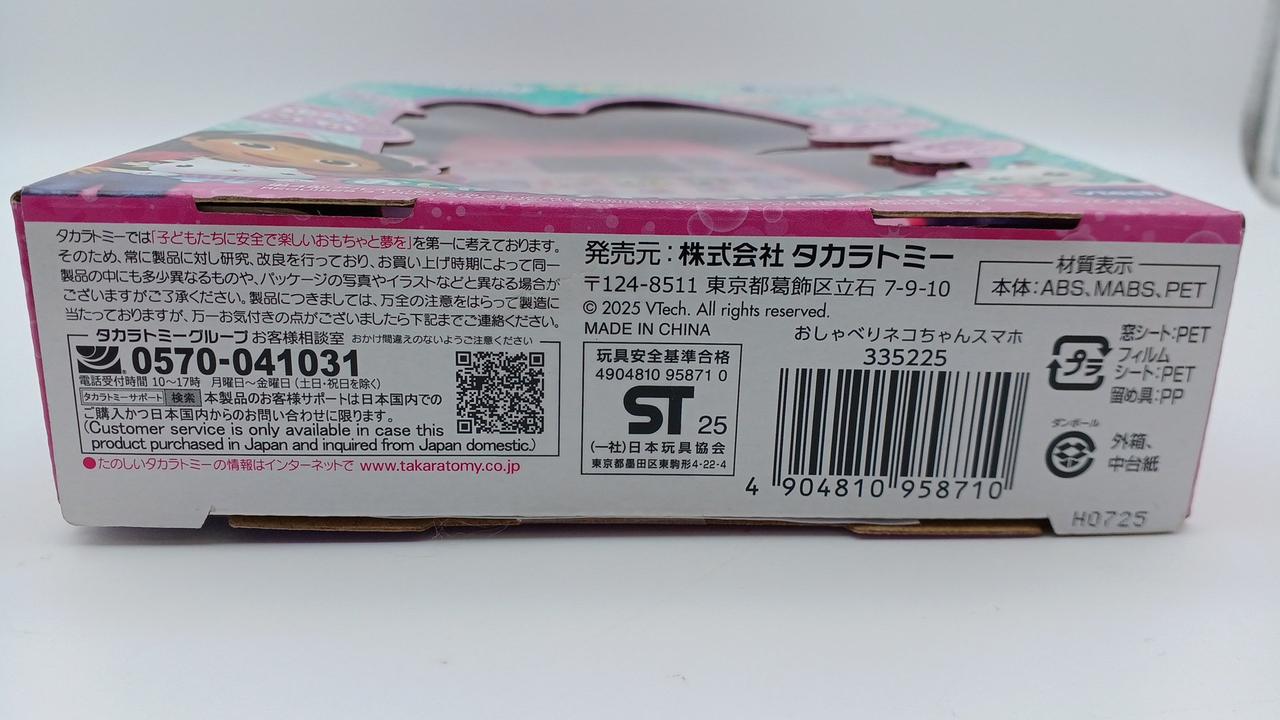 タカラトミーでは「子どもたちに安全で楽しいおもちゃと夢を」を第一に考えております。
そのため、常に製品に対し研究、改良を行っており、お買い上げ時期によって同一
製品の中にも多少異なるものや、パッケージの写真やイラストなどと異なる場合が
ございますがご了承ください。製品につきましては、万全の注意をはらって製造に
当たっておりますが、万一お気付きの点がございましたら下記までご連絡ください。
タカラトミーグループお客様相談室 おかけ間違えのないようご注意ください
0570-041031
電話受付時間 10～17時 月曜日～金曜日(土日・祝日を除く)
タカラトミーサポート 検索 本製品のお客様サポートは日本国内での
ご購入かつ日本国内からのお問い合わせに限ります。
(Customer service is only available in case this
product purchased in Japan and inquired from Japan domestic.)
●たのしいタカラトミーの情報はインターネットで www.takaratomy.co.jp
発売元：株式会社 タカラトミー
〒124-8511 東京都葛飾区立石 7-9-10
© 2025 VTech. All rights reserved.
MADE IN CHINA
玩具安全基準合格
4904810 95871 0
ST 25
(一社)日本玩具協会
東京都墨田区東駒形4-22-4
おしゃべりネコちゃんスマホ
335225
4 904810 958710
材質表示
本体：ABS、MABS、PET
プラ
窓シート：PET
フィルム
シート：PET
留め具：PP
ダンボール
外箱、
中台紙
H0725